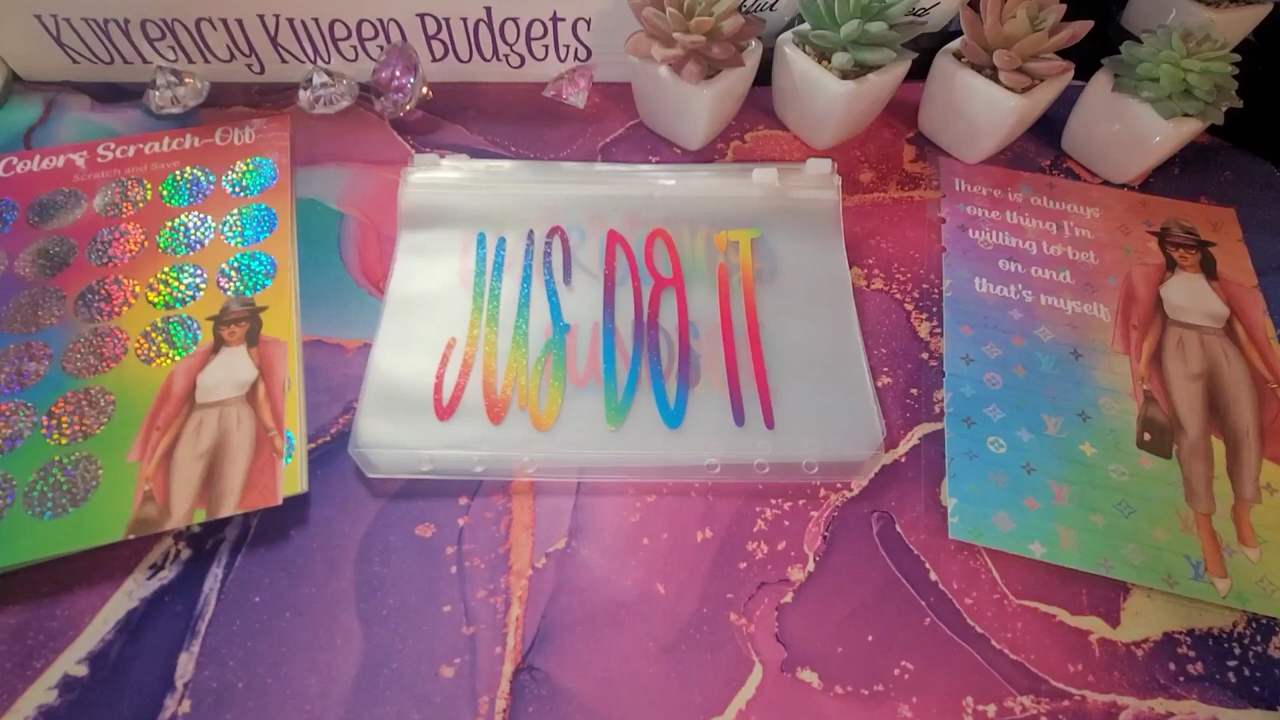 Kurrency Kween Budgets
Colors Scratch-Off
Scratch and Save
JUS DO IT
There is always
one thing I'm
willing to bet
on and
that's myself